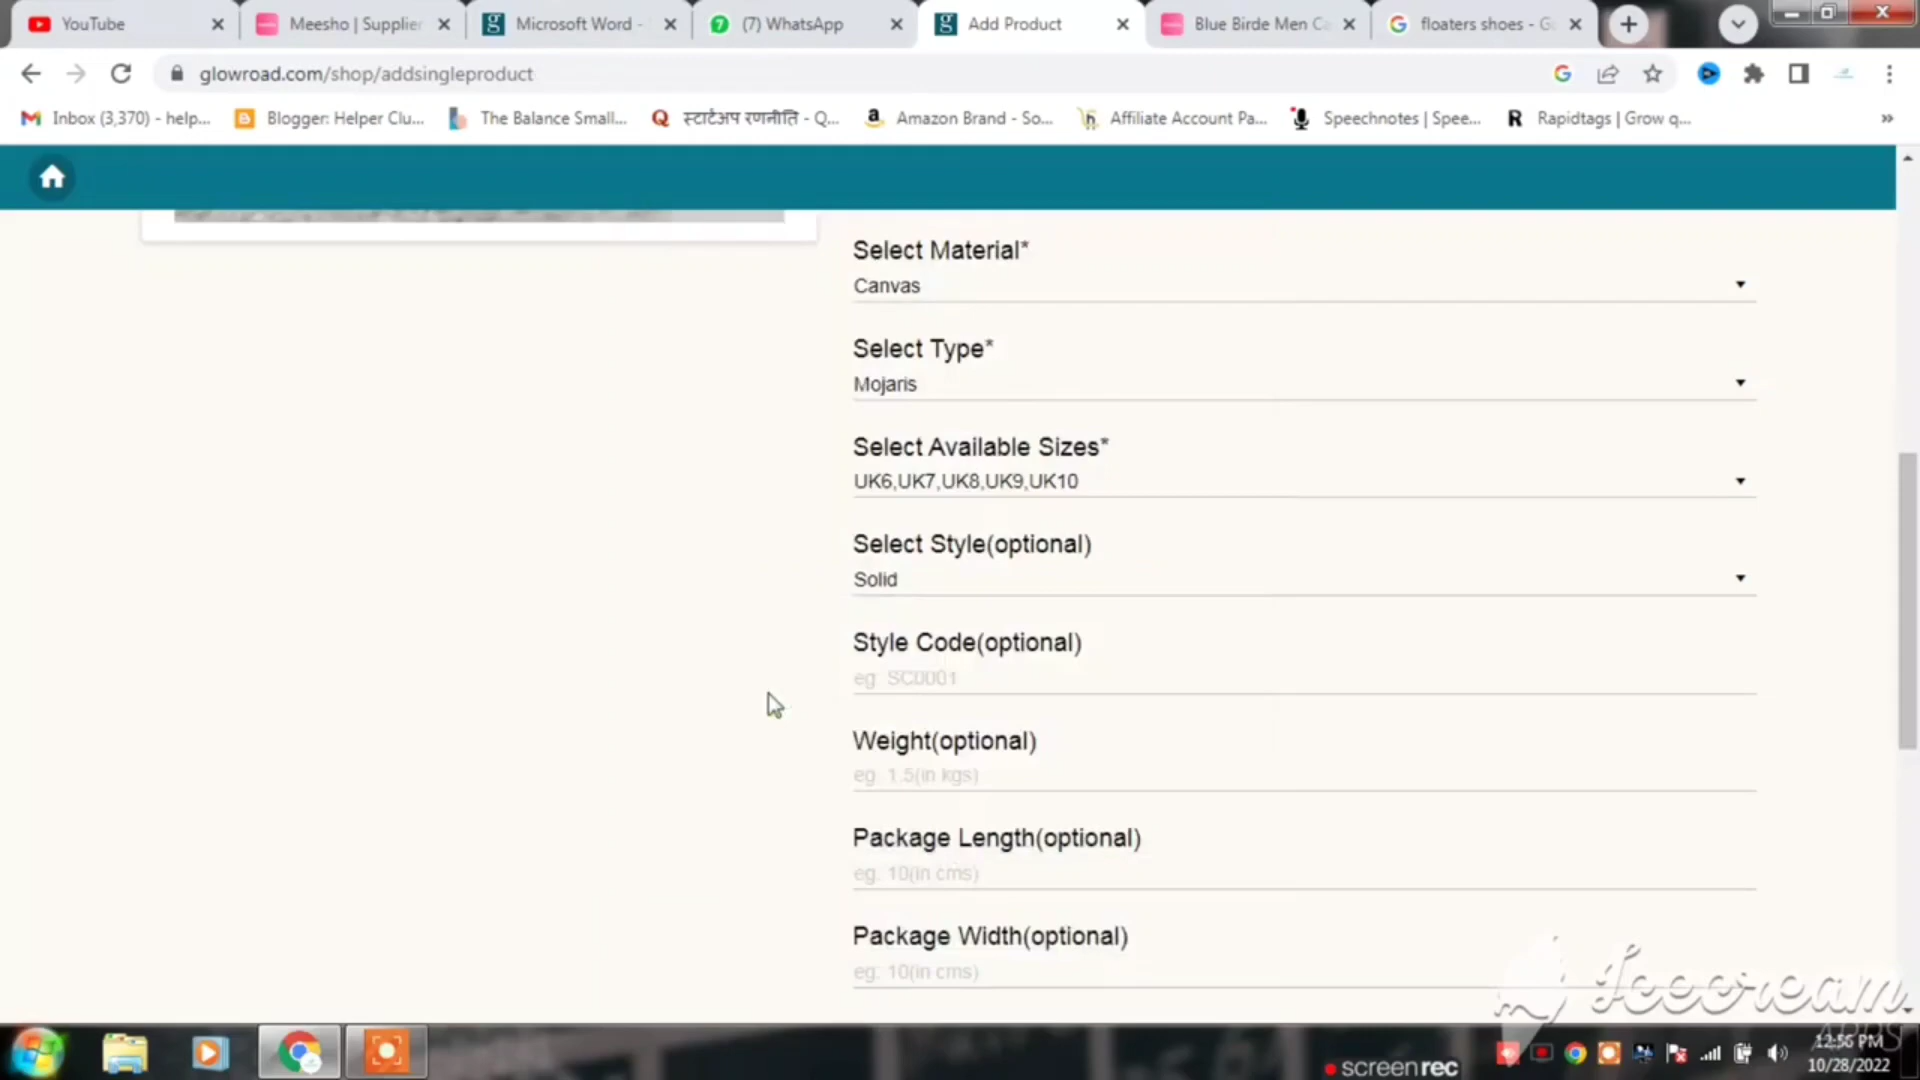 YouTube
Meesho | Supplier
Microsoft Word -
(7) WhatsApp
Add Product
Blue Birde Men Ca
floaters shoes - G
glowroad.com/shop/addsingleproduct
Inbox (3,370) - help...
Blogger: Helper Clu...
The Balance Small...
स्टार्टअप रणनीति - Q...
Amazon Brand - So...
Affiliate Account Pa...
Speechnotes | Spee...
Rapidtags | Grow q...
Select Material*
Canvas
Select Type*
Mojaris
Select Available Sizes*
UK6,UK7,UK8,UK9,UK10
Select Style(optional)
Solid
Style Code(optional)
eg: SC0001
Weight(optional)
eg: 1.5(in kgs)
Package Length(optional)
eg: 10(in cms)
Package Width(optional)
eg: 10(in cms)
Icecream
APPS
screenrec
12:56 PM
10/28/2022